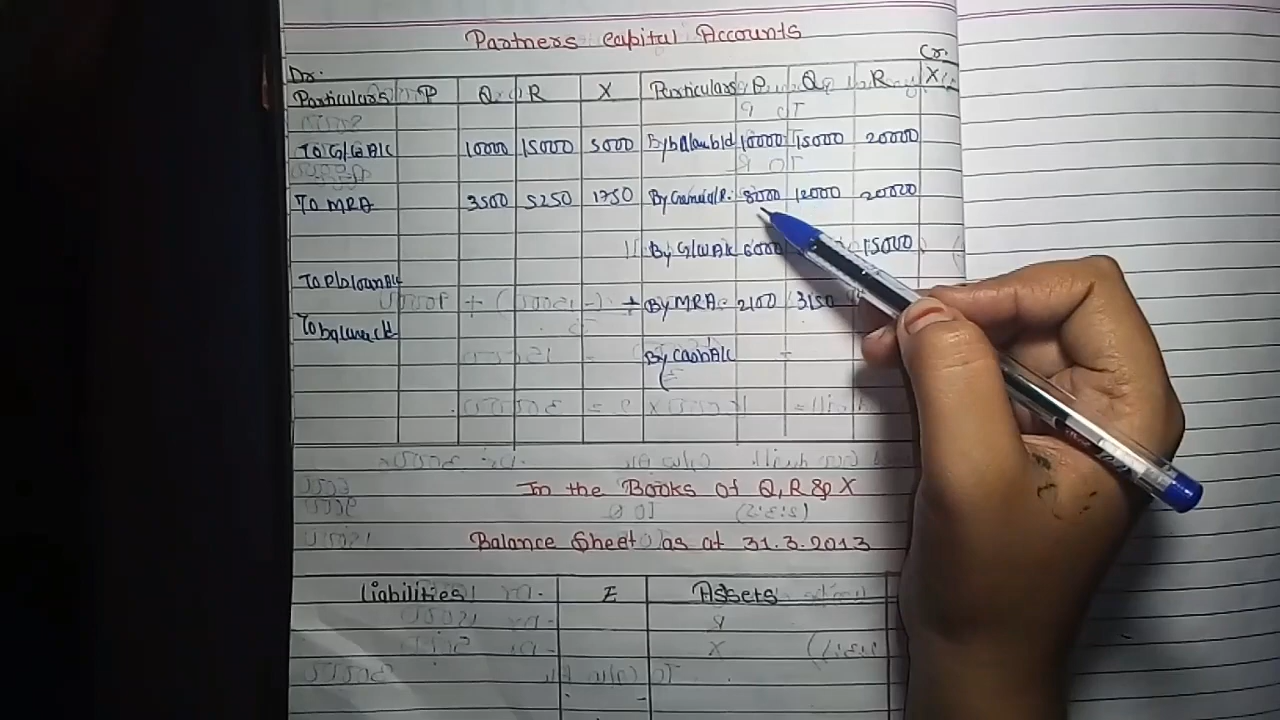 Partners Capital Accounts
Dr. Cr.
Particulars P Q R X Particulars P Q R X
To G/W A/c 10000 15000 5000 By balance b/d 10000 15000 20000
To MRA 3500 5250 1750 By General R. 8000 12000 20000
By G/W A/c 6000 15000
To P's loan A/c
By MRA 2100 3150
To balance c/d
By Cash A/c
In the Books of Q, R & X
Balance Sheet as at 31.3.2013
Liabilities ₹ Assets